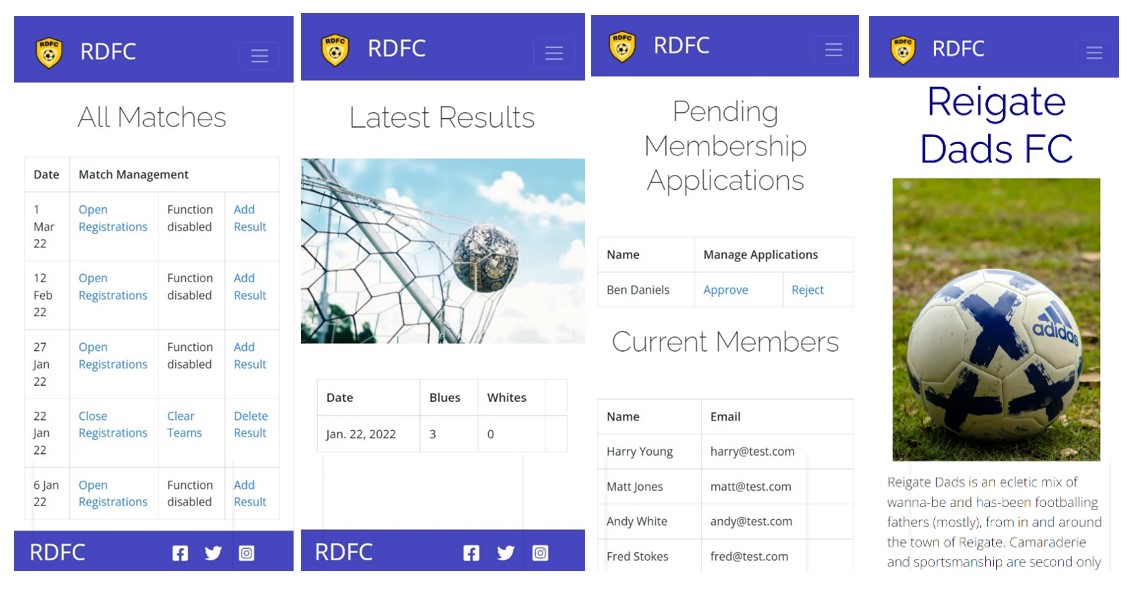 RDFC RDFC
All Matches
Date Match Management
1 Mar 22 Open Registrations Function disabled Add Result
12 Feb 22 Open Registrations Function disabled Add Result
27 Jan 22 Open Registrations Function disabled Add Result
22 Jan 22 Close Registrations Clear Teams Delete Result
6 Jan 22 Open Registrations Function disabled Add Result
RDFC
RDFC RDFC
Latest Results
Date Blues Whites
Jan. 22, 2022 3 0
RDFC
RDFC RDFC
Pending
Membership
Applications
Name Manage Applications
Ben Daniels Approve Reject
Current Members
Name Email
Harry Young harry@test.com
Matt Jones matt@test.com
Andy White andy@test.com
Fred Stokes fred@test.com
RDFC RDFC
Reigate
Dads FC
adidas
Reigate Dads is an ecletic mix of
wanna-be and has-been footballing
fathers (mostly), from in and around
the town of Reigate. Camaraderie
and sportsmanship are second only